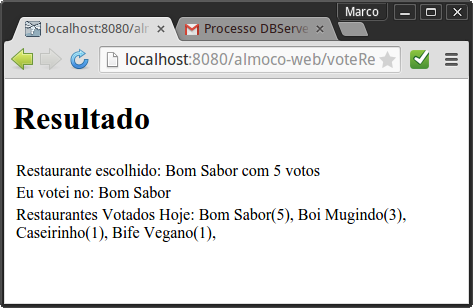 Marco
localhost:8080/alm
Processo DBServe
localhost:8080/almoco-web/voteRe
Resultado
Restaurante escolhido: Bom Sabor com 5 votos
Eu votei no: Bom Sabor
Restaurantes Votados Hoje: Bom Sabor(5), Boi Mugindo(3),
Caseirinho(1), Bife Vegano(1),